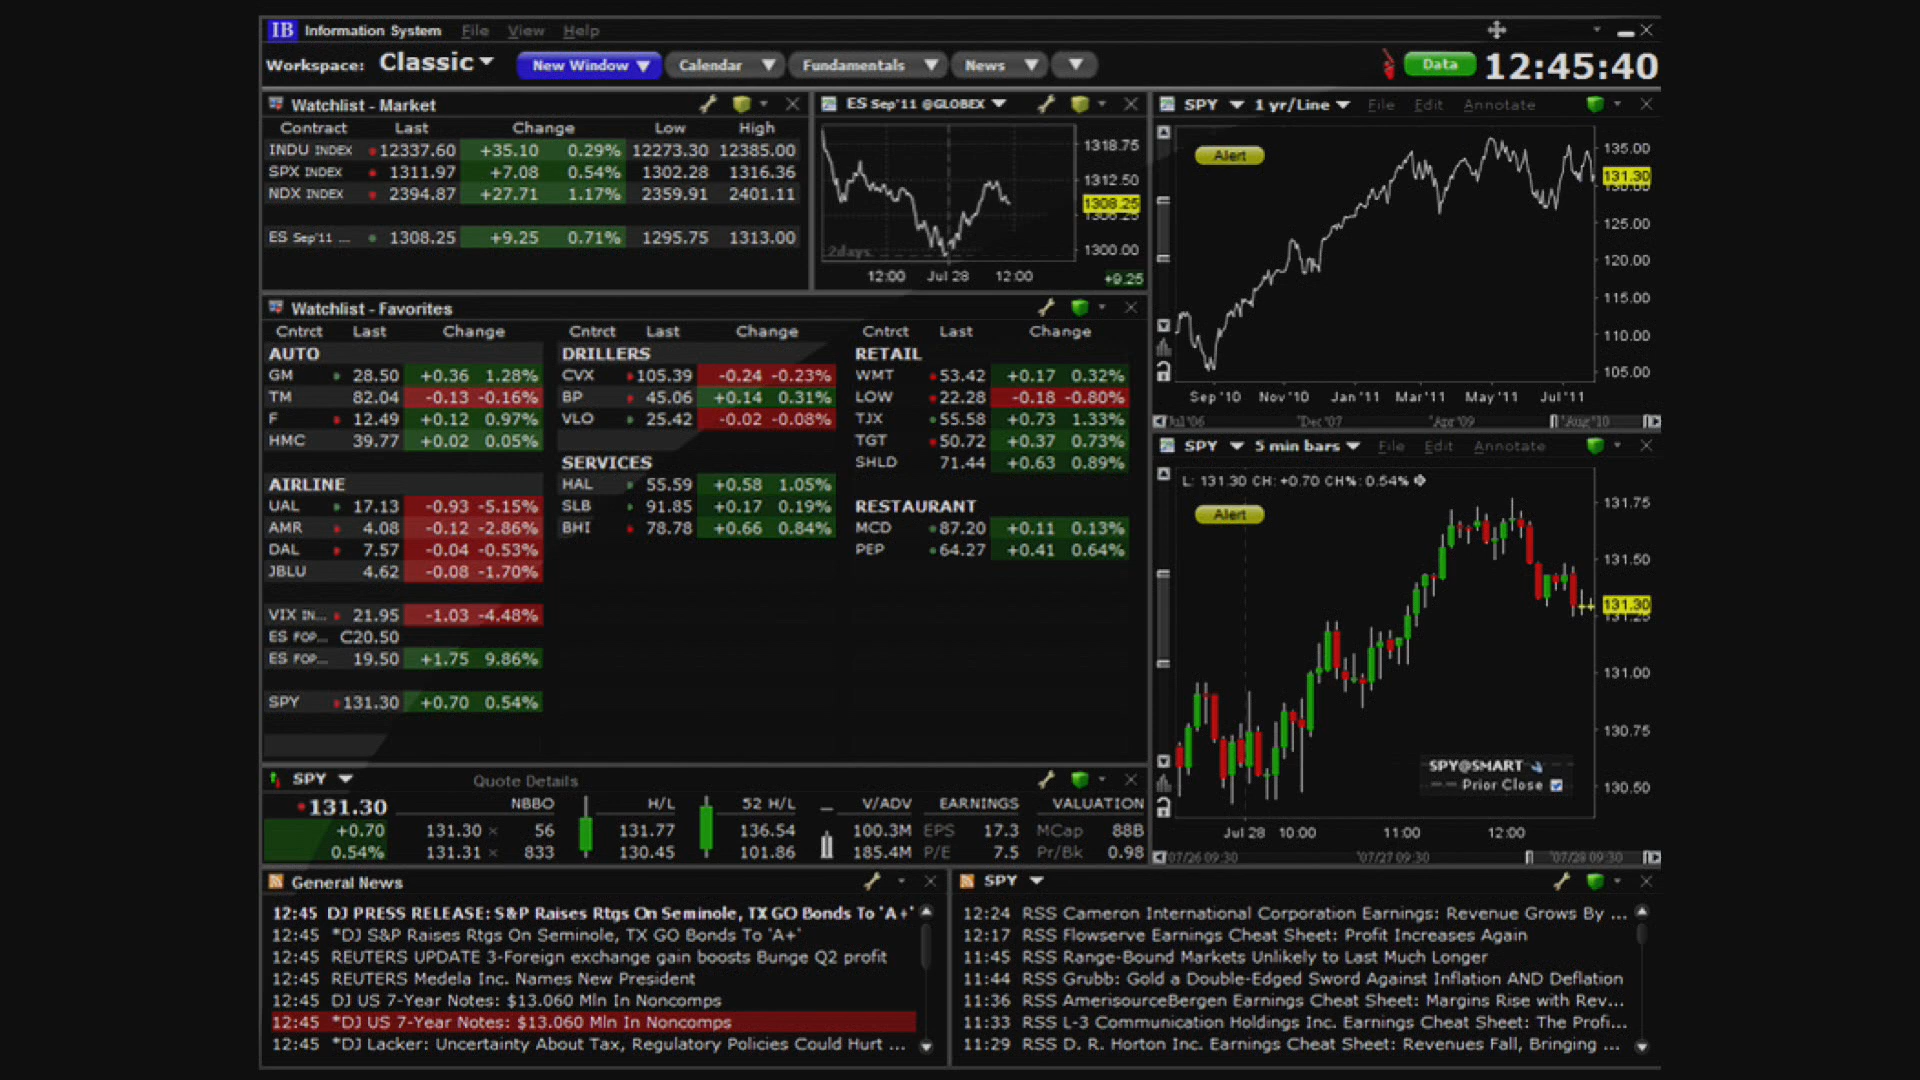 IB Information System File View Help
Workspace: Classic New Window Calendar Fundamentals News Data 12:45:40
Watchlist - Market
Contract Last Change Low High
INDU INDEX 12337.60 +35.10 0.29% 12273.30 12385.00
SPX INDEX 1311.97 +7.08 0.54% 1302.28 1316.36
NDX INDEX 2394.87 +27.71 1.17% 2359.91 2401.11
ES Sep'11 ... 1308.25 +9.25 0.71% 1295.75 1313.00
ES Sep'11 @GLOBEX
1318.75
1312.50
1308.25
1306.25
1300.00
2days
12:00 Jul 28 12:00
+9.25
SPY 1 yr/Line File Edit Annotate
Alert
135.00
131.30
130.00
125.00
120.00
115.00
110.00
105.00
Sep'10 Nov'10 Jan'11 Mar'11 May'11 Jul'11
Jul'06 'Dec'07 'Apr'09 'Aug'10
Watchlist - Favorites
Cntrct Last Change Cntrct Last Change Cntrct Last Change
AUTO
GM 28.50 +0.36 1.28%
TM 82.04 -0.13 -0.16%
F 12.49 +0.12 0.97%
HMC 39.77 +0.02 0.05%
AIRLINE
UAL 17.13 -0.93 -5.15%
AMR 4.08 -0.12 -2.86%
DAL 7.57 -0.04 -0.53%
JBLU 4.62 -0.08 -1.70%
VIX IN... 21.95 -1.03 -4.48%
ES FOP... C20.50
ES FOP... 19.50 +1.75 9.86%
SPY 131.30 +0.70 0.54%
DRILLERS
CVX 105.39 -0.24 -0.23%
BP 45.06 +0.14 0.31%
VLO 25.42 -0.02 -0.08%
SERVICES
HAL 55.59 +0.58 1.05%
SLB 91.85 +0.17 0.19%
BHI 78.78 +0.66 0.84%
RETAIL
WMT 53.42 +0.17 0.32%
LOW 22.28 -0.18 -0.80%
TJX 55.58 +0.73 1.33%
TGT 50.72 +0.37 0.73%
SHLD 71.44 +0.63 0.89%
RESTAURANT
MCD 87.20 +0.11 0.13%
PEP 64.27 +0.41 0.64%
SPY 5 min bars File Edit Annotate
L: 131.30 CH: +0.70 CH%: 0.54%
Alert
131.75
131.50
131.30
131.25
131.00
130.75
130.50
SPY@SMART
Prior Close
Jul 28 10:00 11:00 12:00
'07/26 09:30 '07/27 09:30 '07/28 09:30
SPY Quote Details
131.30 NBBO H/L 52 H/L V/ADV EARNINGS VALUATION
+0.70 131.30 × 56 131.77 136.54 100.3M EPS 17.3 MCap 88B
0.54% 131.31 × 833 130.45 101.86 185.4M P/E 7.5 Pr/Bk 0.98
General News
12:45 DJ PRESS RELEASE: S&P Raises Rtgs On Seminole, TX GO Bonds To 'A+'
12:45 *DJ S&P Raises Rtgs On Seminole, TX GO Bonds To 'A+'
12:45 REUTERS UPDATE 3-Foreign exchange gain boosts Bunge Q2 profit
12:45 REUTERS Medela Inc. Names New President
12:45 DJ US 7-Year Notes: $13.060 Mln In Noncomps
12:45 *DJ US 7-Year Notes: $13.060 Mln In Noncomps
12:45 *DJ Lacker: Uncertainty About Tax, Regulatory Policies Could Hurt ...
SPY
12:24 RSS Cameron International Corporation Earnings: Revenue Grows By ...
12:17 RSS Flowserve Earnings Cheat Sheet: Profit Increases Again
11:45 RSS Range-Bound Markets Unlikely to Last Much Longer
11:44 RSS Grubb: Gold a Double-Edged Sword Against Inflation AND Deflation
11:36 RSS AmerisourceBergen Earnings Cheat Sheet: Margins Rise with Rev...
11:33 RSS L-3 Communication Holdings Inc. Earnings Cheat Sheet: The Profi...
11:29 RSS D. R. Horton Inc. Earnings Cheat Sheet: Revenues Fall, Bringing ...